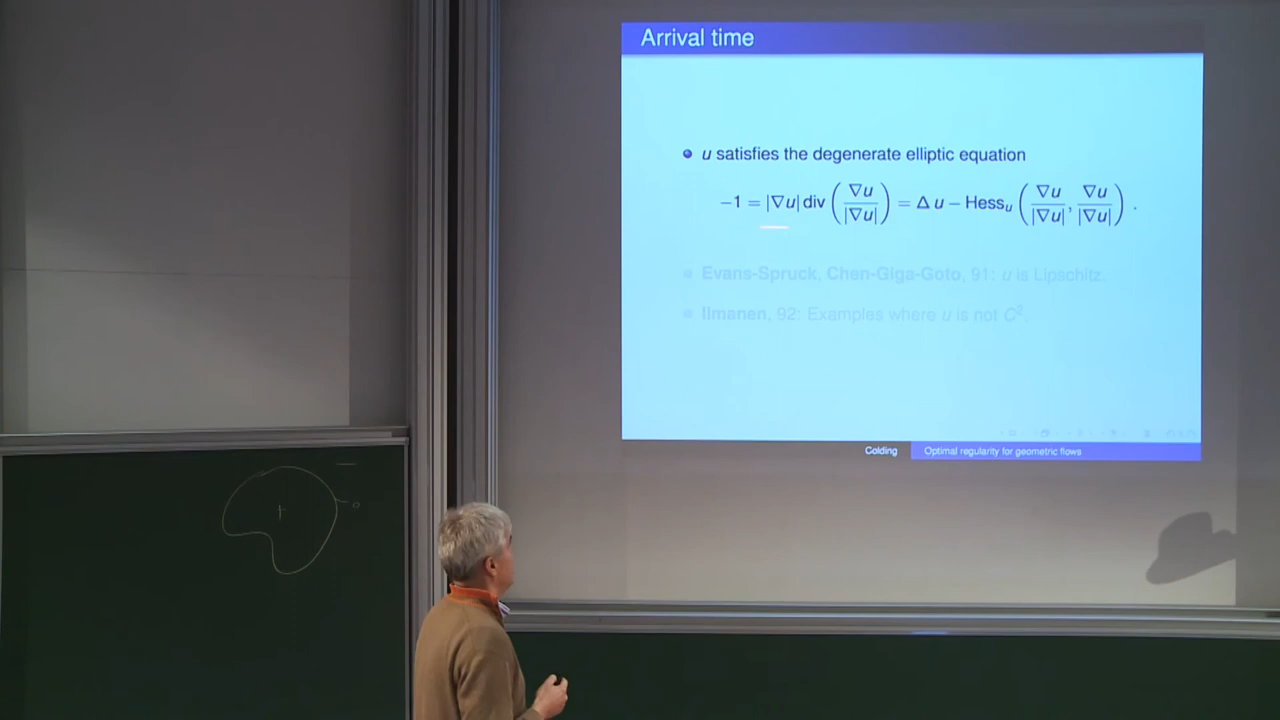 Arrival time
u satisfies the degenerate elliptic equation
−1 = |∇u| div (∇u / |∇u|) = Δ u − Hess_u (∇u / |∇u|, ∇u / |∇u|) .
Evans-Spruck, Chen-Giga-Goto, 91: u is Lipschitz.
Ilmanen, 92: Examples where u is not C².
Colding
Optimal regularity for geometric flows